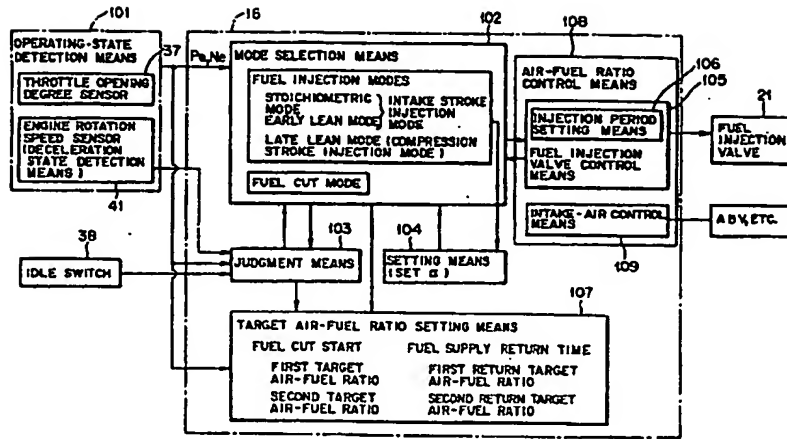 101
OPERATING-STATE
DETECTION MEANS
37
THROTTLE OPENING
DEGREE SENSOR
ENGINE ROTATION
SPEED SENSOR
(DECELERATION
STATE DETECTION
MEANS)
41
38
IDLE SWITCH
16
Pe,Ne
102
MODE SELECTION MEANS
FUEL INJECTION MODES
STOICHIOMETRIC
MODE
EARLY LEAN MODE
INTAKE STROKE
INJECTION
MODE
LATE LEAN MODE (COMPRESSION
STROKE INJECTION MODE)
FUEL CUT MODE
103
JUDGMENT MEANS
104
SETTING MEANS
(SET α)
107
TARGET AIR-FUEL RATIO SETTING MEANS
FUEL CUT START
FIRST TARGET
AIR-FUEL RATIO
SECOND TARGET
AIR-FUEL RATIO
FUEL SUPPLY RETURN TIME
FIRST RETURN TARGET
AIR-FUEL RATIO
SECOND RETURN TARGET
AIR-FUEL RATIO
108
AIR-FUEL RATIO
CONTROL MEANS
106
105
INJECTION PERIOD
SETTING MEANS
FUEL INJECTION
VALVE CONTROL
MEANS
INTAKE-AIR CONTROL
MEANS
109
21
FUEL
INJECTION
VALVE
ABV, ETC.